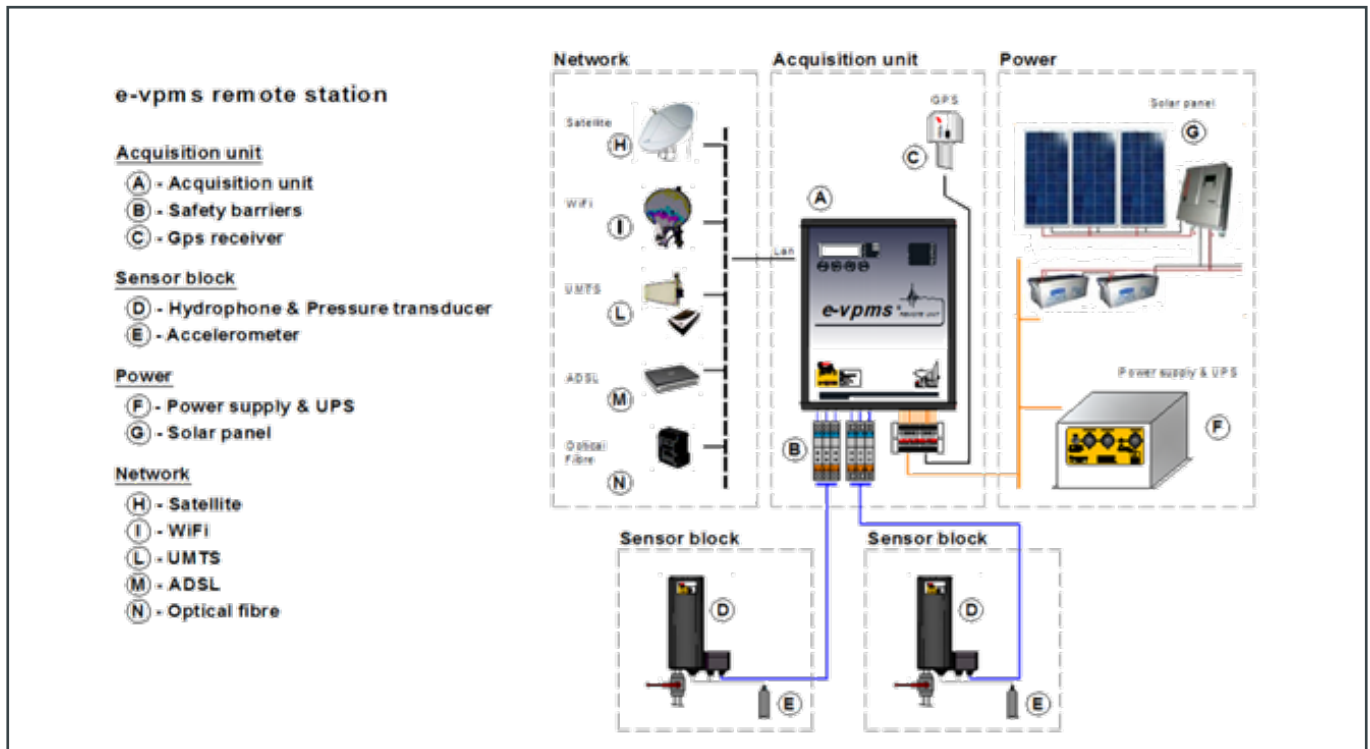 e-vpms remote station
Acquisition unit
A - Acquisition unit
B - Safety barriers
C - Gps receiver
Sensor block
D - Hydrophone & Pressure transducer
E - Accelerometer
Power
F - Power supply & UPS
G - Solar panel
Network
H - Satellite
I - WiFi
L - UMTS
M - ADSL
N - Optical fibre
Network
Satellite
H
WiFi
I
UMTS
L
ADSL
M
Optical
Fibre
N
Acquisition unit
GPS
C
A
Lan
e-vpms®
REMOTE UNIT
B
Power
Solar panel
G
Power supply & UPS
F
Sensor block
D
E
Sensor block
D
E